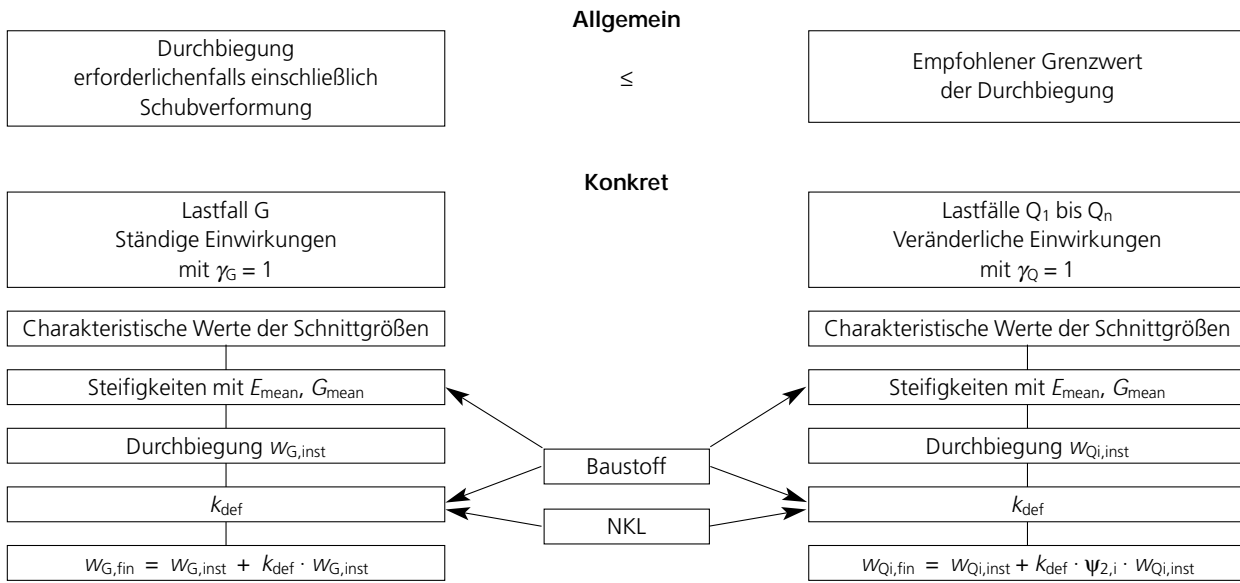 Allgemein
Durchbiegung
erforderlichenfalls einschließlich
Schubverformung
≤
Empfohlener Grenzwert
der Durchbiegung
Konkret
Lastfall G
Ständige Einwirkungen
mit γG = 1
Lastfälle Q1 bis Qn
Veränderliche Einwirkungen
mit γQ = 1
Charakteristische Werte der Schnittgrößen
Charakteristische Werte der Schnittgrößen
Steifigkeiten mit Emean, Gmean
Steifigkeiten mit Emean, Gmean
Durchbiegung wG,inst
Durchbiegung wQi,inst
Baustoff
kdef
kdef
NKL
wG,fin = wG,inst + kdef · wG,inst
wQi,fin = wQi,inst + kdef · ψ2,i · wQi,inst